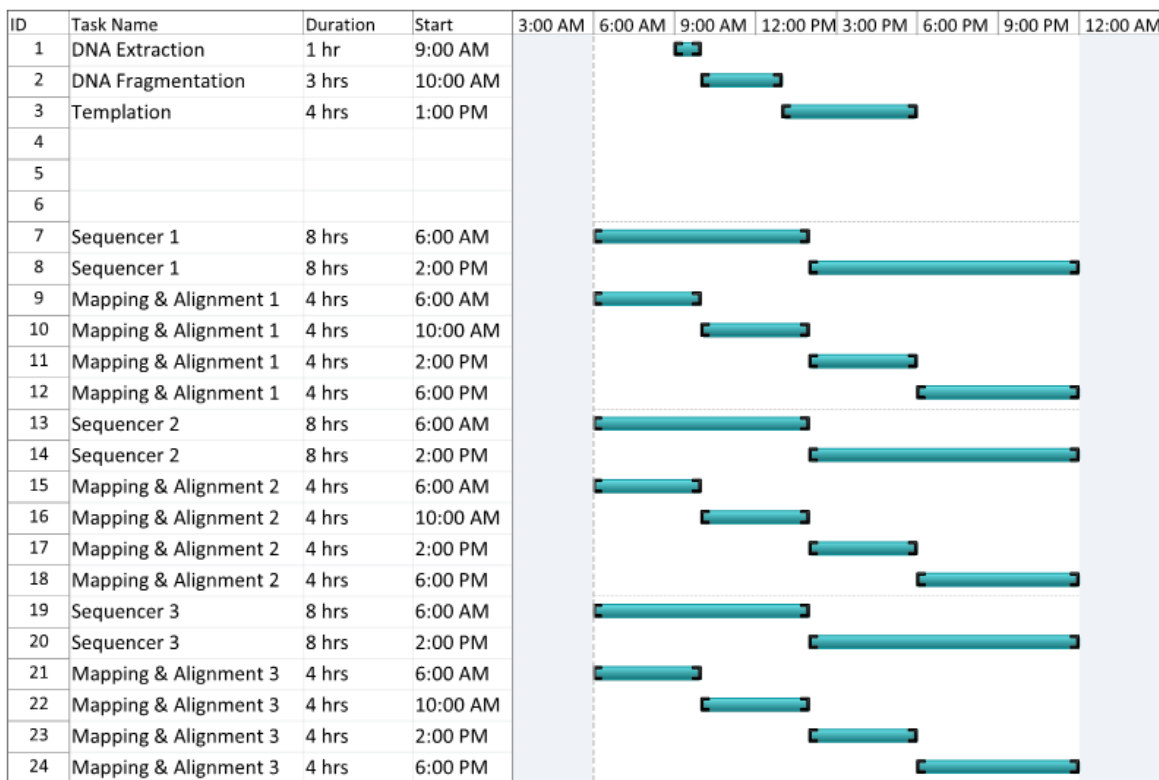 ID Task Name Duration Start 3:00 AM 6:00 AM 9:00 AM 12:00 PM 3:00 PM 6:00 PM 9:00 PM 12:00 AM
1 DNA Extraction 1 hr 9:00 AM
2 DNA Fragmentation 3 hrs 10:00 AM
3 Templation 4 hrs 1:00 PM
4
5
6
7 Sequencer 1 8 hrs 6:00 AM
8 Sequencer 1 8 hrs 2:00 PM
9 Mapping & Alignment 1 4 hrs 6:00 AM
10 Mapping & Alignment 1 4 hrs 10:00 AM
11 Mapping & Alignment 1 4 hrs 2:00 PM
12 Mapping & Alignment 1 4 hrs 6:00 PM
13 Sequencer 2 8 hrs 6:00 AM
14 Sequencer 2 8 hrs 2:00 PM
15 Mapping & Alignment 2 4 hrs 6:00 AM
16 Mapping & Alignment 2 4 hrs 10:00 AM
17 Mapping & Alignment 2 4 hrs 2:00 PM
18 Mapping & Alignment 2 4 hrs 6:00 PM
19 Sequencer 3 8 hrs 6:00 AM
20 Sequencer 3 8 hrs 2:00 PM
21 Mapping & Alignment 3 4 hrs 6:00 AM
22 Mapping & Alignment 3 4 hrs 10:00 AM
23 Mapping & Alignment 3 4 hrs 2:00 PM
24 Mapping & Alignment 3 4 hrs 6:00 PM